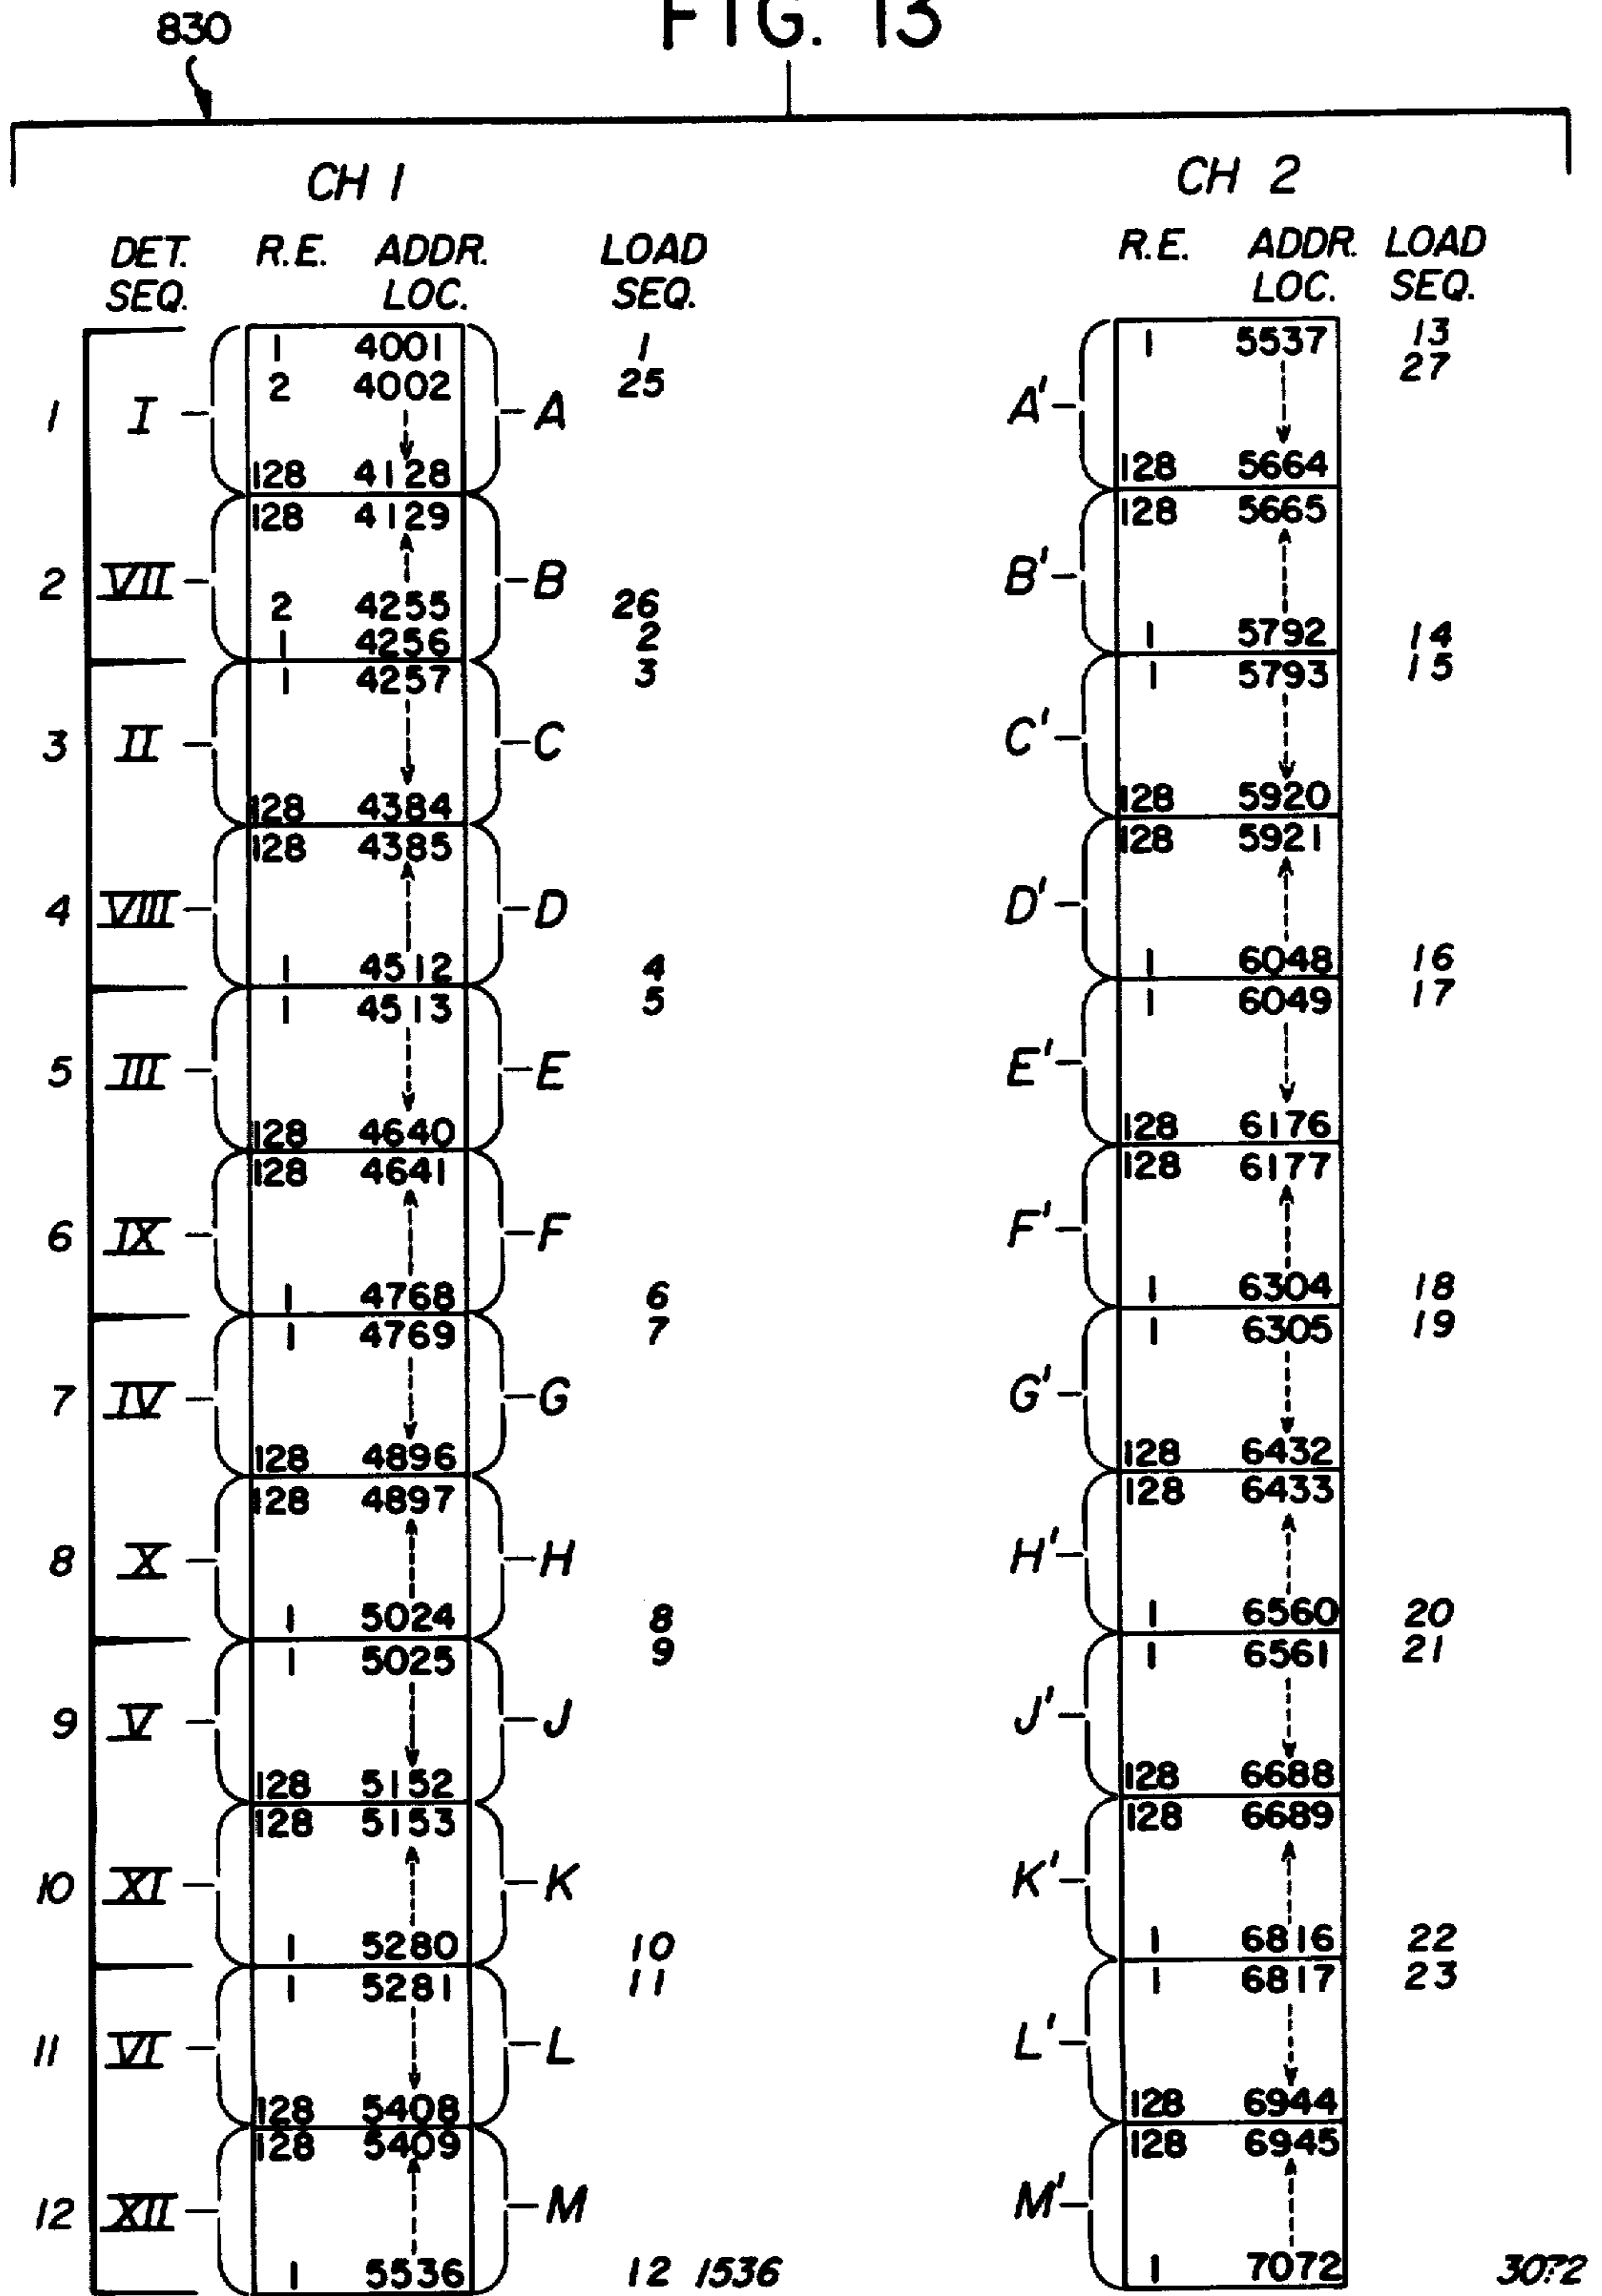 FIG. 13
830
CH 1 CH 2
DET. R.E. ADDR. LOAD R.E. ADDR. LOAD
SEQ. LOC. SEQ. LOC. SEQ.
1 4001 1 1 5537 13
2 4002 25 27
1 I A A'
128 4128 128 5664
128 4129 128 5665
2 VII B B'
2 4255 26
1 4256 2 1 5792 14
1 4257 3 1 5793 15
3 II C C'
128 4384 128 5920
128 4385 128 5921
4 VIII D D'
1 4512 4 1 6048 16
1 4513 5 1 6049 17
5 III E E'
128 4640 128 6176
128 4641 128 6177
6 IX F F'
1 4768 6 1 6304 18
1 4769 7 1 6305 19
7 IV G G'
128 4896 128 6432
128 4897 128 6433
8 X H H'
1 5024 8 1 6560 20
1 5025 9 1 6561 21
9 V J J'
128 5152 128 6688
128 5153 128 6689
10 XI K K'
1 5280 10 1 6816 22
1 5281 11 1 6817 23
11 VI L L'
128 5408 128 6944
128 5409 128 6945
12 XII M M'
1 5536 12 1536 1 7072